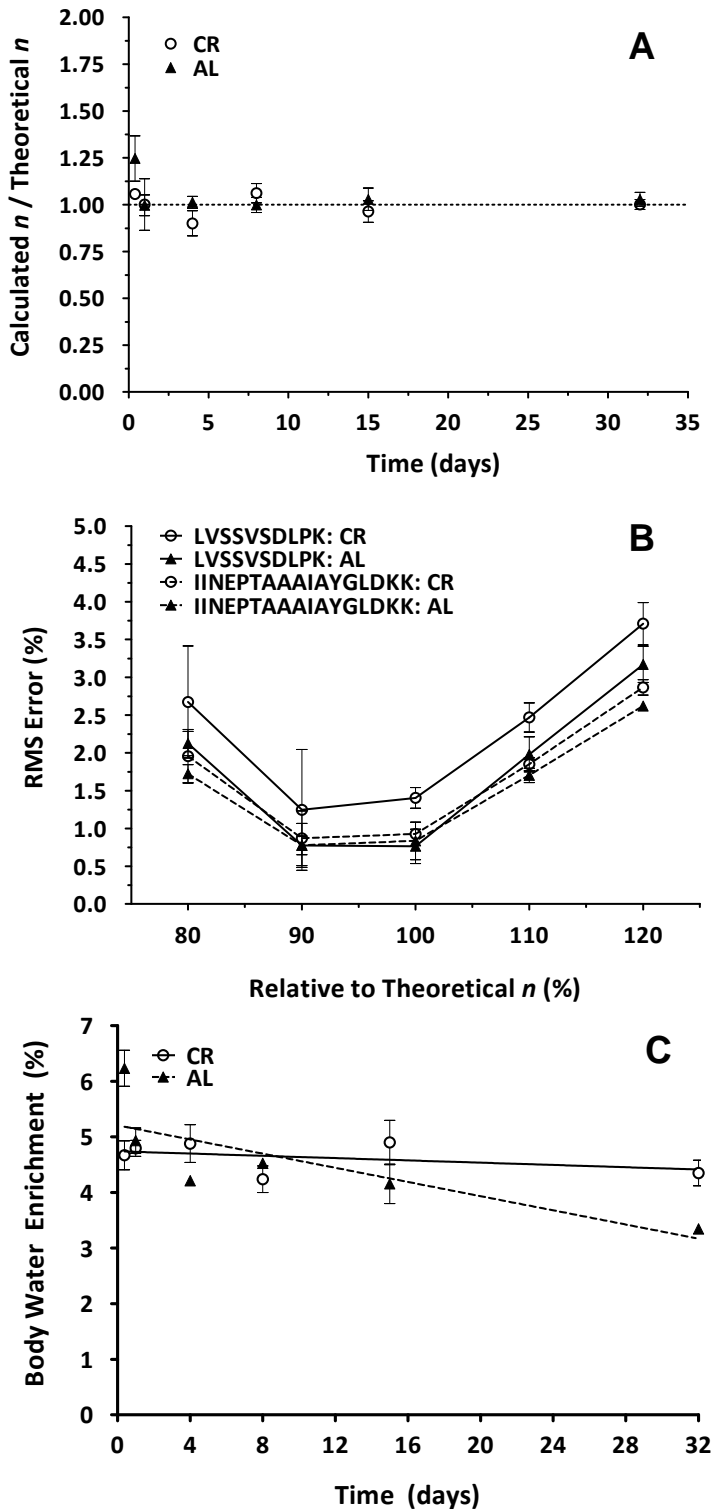 A
CR
AL
2.00
1.75
1.50
1.25
1.00
0.75
0.50
0.25
0.00
Calculated n / Theoretical n
0 5 10 15 20 25 30 35
Time (days)
B
LVSSVSDLPK: CR
LVSSVSDLPK: AL
IINEPTAAAIAYGLDKK: CR
IINEPTAAAIAYGLDKK: AL
5.0
4.5
4.0
3.5
3.0
2.5
2.0
1.5
1.0
0.5
0.0
RMS Error (%)
80 90 100 110 120
Relative to Theoretical n (%)
C
CR
AL
7
6
5
4
3
2
1
0
Body Water Enrichment (%)
0 4 8 12 16 20 24 28 32
Time (days)